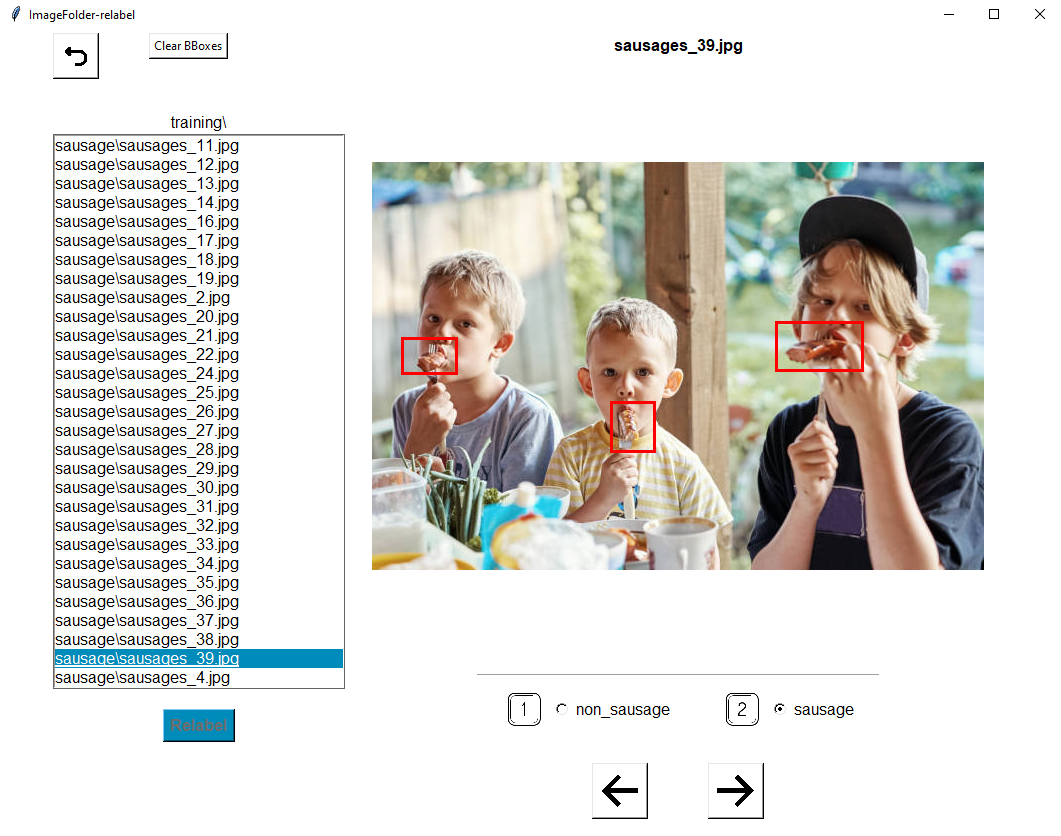 ImageFolder-relabel
Clear BBoxes
sausages_39.jpg
training\
sausage\sausages_11.jpg
sausage\sausages_12.jpg
sausage\sausages_13.jpg
sausage\sausages_14.jpg
sausage\sausages_16.jpg
sausage\sausages_17.jpg
sausage\sausages_18.jpg
sausage\sausages_19.jpg
sausage\sausages_2.jpg
sausage\sausages_20.jpg
sausage\sausages_21.jpg
sausage\sausages_22.jpg
sausage\sausages_24.jpg
sausage\sausages_25.jpg
sausage\sausages_26.jpg
sausage\sausages_27.jpg
sausage\sausages_28.jpg
sausage\sausages_29.jpg
sausage\sausages_30.jpg
sausage\sausages_31.jpg
sausage\sausages_32.jpg
sausage\sausages_33.jpg
sausage\sausages_34.jpg
sausage\sausages_35.jpg
sausage\sausages_36.jpg
sausage\sausages_37.jpg
sausage\sausages_38.jpg
sausage\sausages_39.jpg
sausage\sausages_4.jpg
Relabel
1 non_sausage 2 sausage